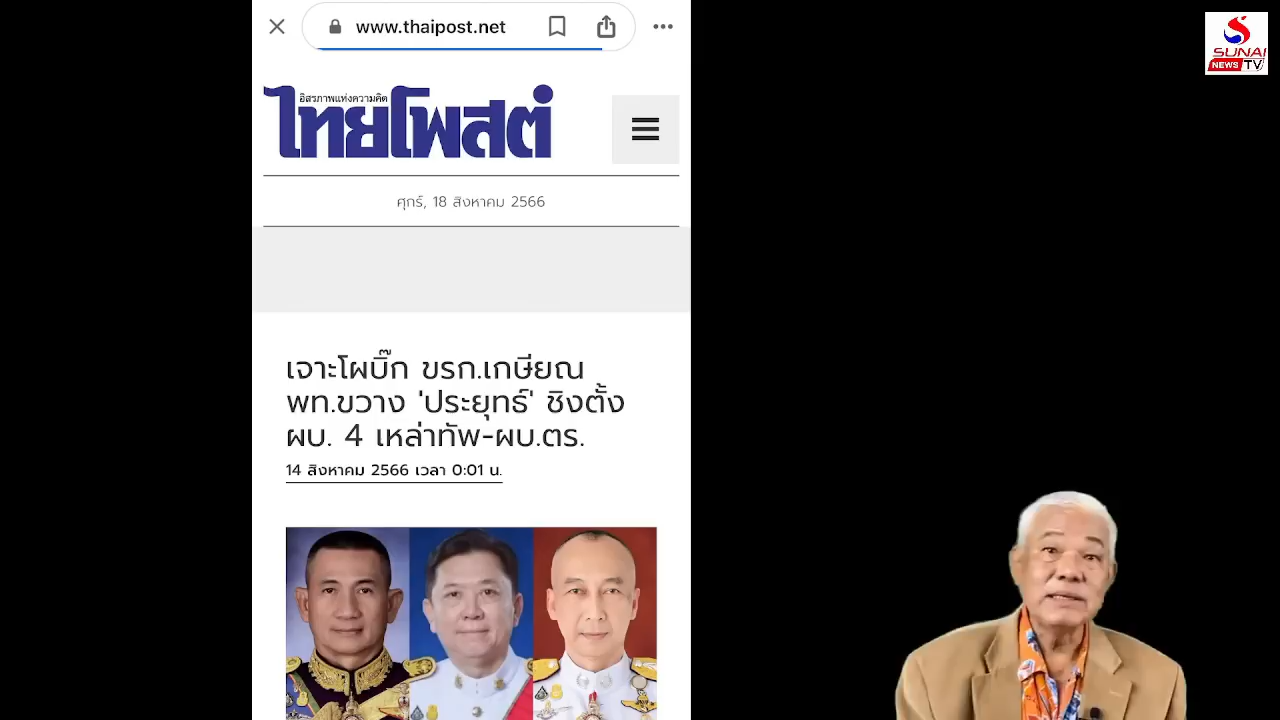 www.thaipost.net
SUNAI
NEWS TV
อิสรภาพแห่งความคิด
ไทยโพสต์
ศุกร์, 18 สิงหาคม 2566
เจาะโผบิ๊ก ขรก.เกษียณ
พท.ขวาง 'ประยุทธ์' ชิงตั้ง
ผบ. 4 เหล่าทัพ-ผบ.ตร.
14 สิงหาคม 2566 เวลา 0:01 น.